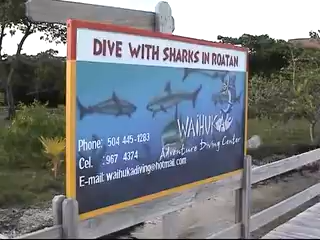 DIVE WITH SHARKS IN ROATAN
WAIHUKA
Adventure Diving Center
Phone: 504 445-1283
Cel. : 967 4374
E-mail: waihukadiving@hotmail.com